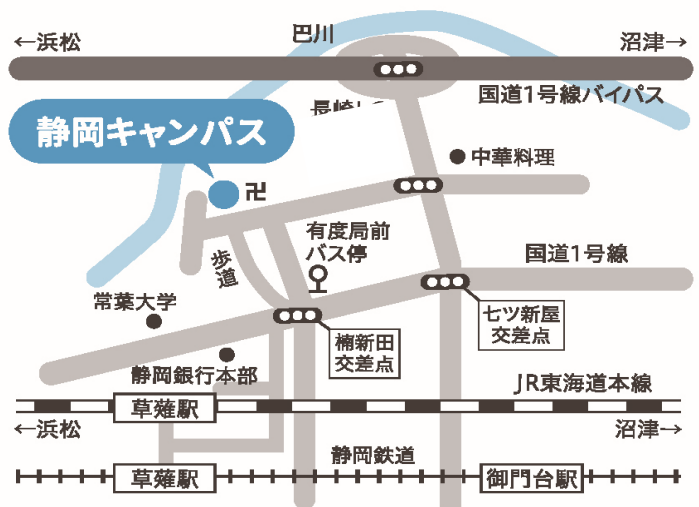 巴川
←浜松
沼津→
国道1号線バイパス
静岡キャンパス
中華料理
卍
有度局前
バス停
歩道
国道1号線
常葉大学
七ツ新屋
交差点
楠新田
交差点
静岡銀行本部
JR東海道本線
草薙駅
←浜松
沼津→
静岡鉄道
草薙駅
御門台駅